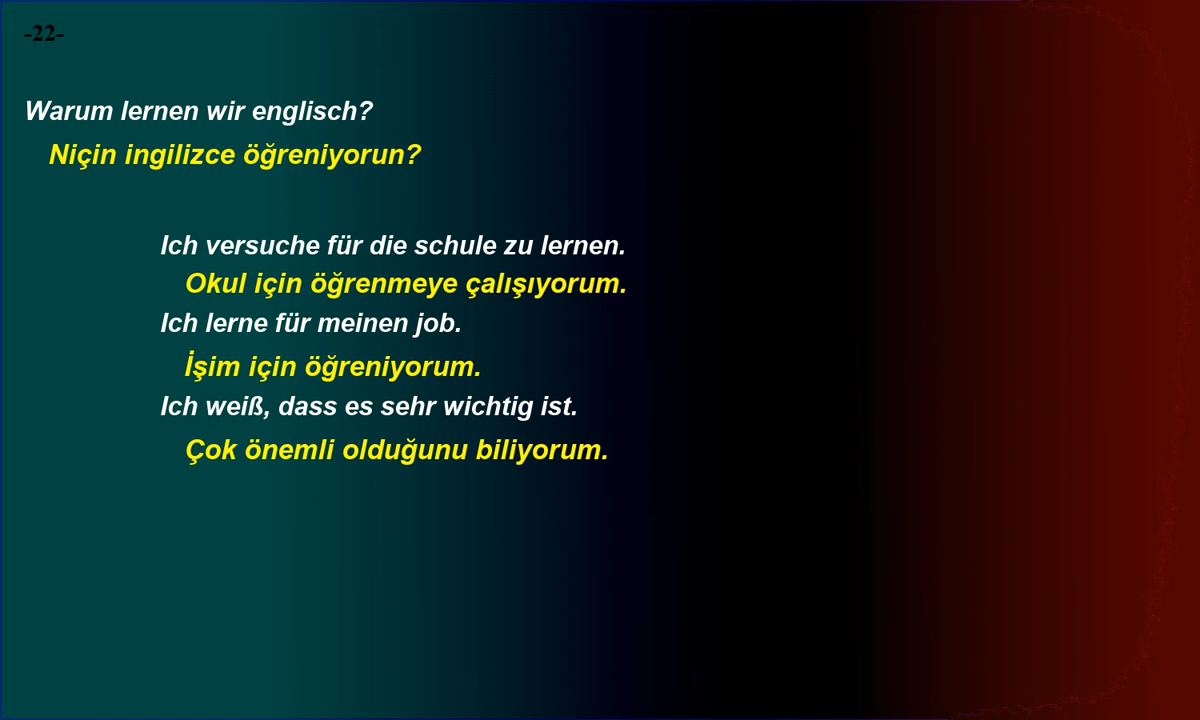 -22-
Warum lernen wir englisch?
Niçin ingilizce öğreniyorun?
Ich versuche für die schule zu lernen.
Okul için öğrenmeye çalışıyorum.
Ich lerne für meinen job.
İşim için öğreniyorum.
Ich weiß, dass es sehr wichtig ist.
Çok önemli olduğunu biliyorum.